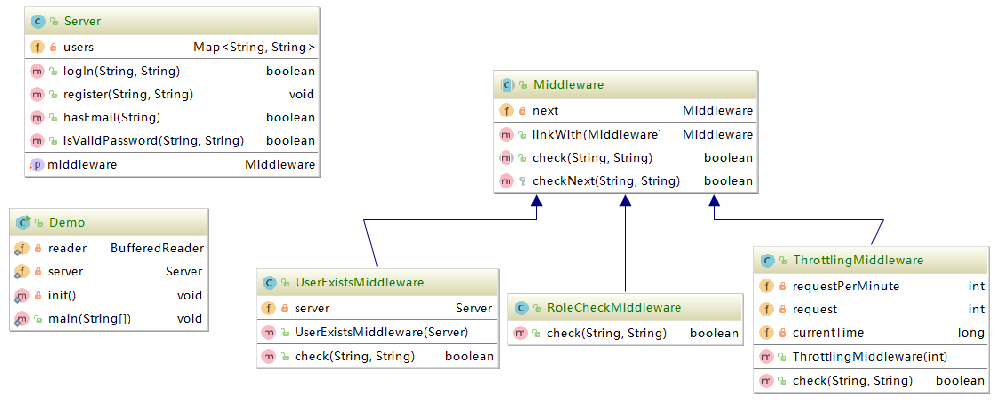 Server
users Map<String, String>
logIn(String, String) boolean
register(String, String) void
hasEmail(String) boolean
isValidPassword(String, String) boolean
middleware Middleware
Middleware
next Middleware
linkWith(Middleware) Middleware
check(String, String) boolean
checkNext(String, String) boolean
Demo
reader BufferedReader
server Server
init() void
main(String[]) void
UserExistsMiddleware
server Server
UserExistsMiddleware(Server)
check(String, String) boolean
RoleCheckMiddleware
check(String, String) boolean
ThrottlingMiddleware
requestPerMinute int
request int
currentTime long
ThrottlingMiddleware(int)
check(String, String) boolean